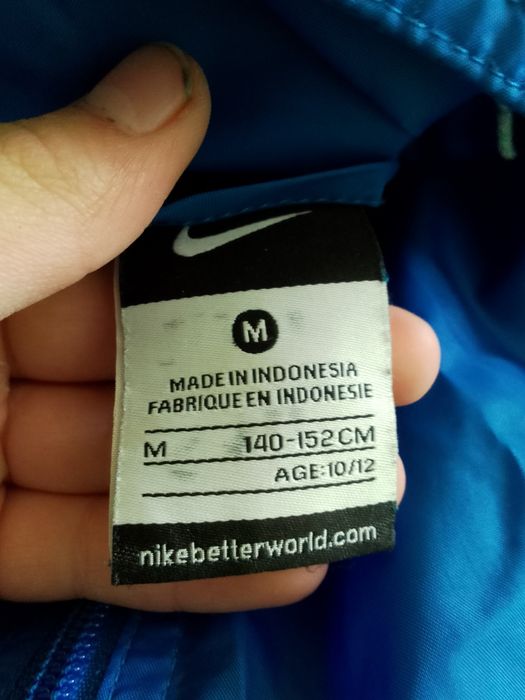 M
MADE IN INDONESIA
FABRIQUE EN INDONESIE
M 140-152CM
AGE:10/12
nikebetterworld.com